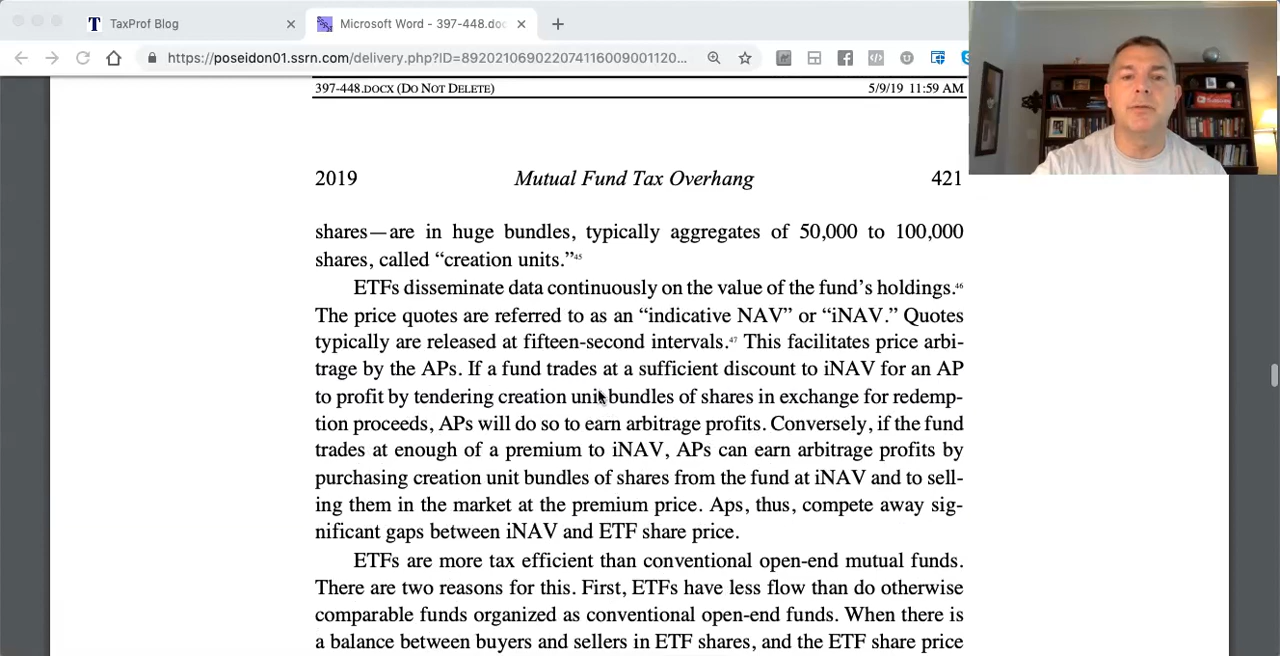 TaxProf Blog
Microsoft Word - 397-448.doc
https://poseidon01.ssrn.com/delivery.php?ID=892021069022074116009001120...
397-448.DOCX (DO NOT DELETE) 5/9/19 11:59 AM
2019 Mutual Fund Tax Overhang 421
shares—are in huge bundles, typically aggregates of 50,000 to 100,000
shares, called “creation units.”45
ETFs disseminate data continuously on the value of the fund’s holdings.46
The price quotes are referred to as an “indicative NAV” or “iNAV.” Quotes
typically are released at fifteen-second intervals.47 This facilitates price arbi-
trage by the APs. If a fund trades at a sufficient discount to iNAV for an AP
to profit by tendering creation unit bundles of shares in exchange for redemp-
tion proceeds, APs will do so to earn arbitrage profits. Conversely, if the fund
trades at enough of a premium to iNAV, APs can earn arbitrage profits by
purchasing creation unit bundles of shares from the fund at iNAV and to sell-
ing them in the market at the premium price. Aps, thus, compete away sig-
nificant gaps between iNAV and ETF share price.
ETFs are more tax efficient than conventional open-end mutual funds.
There are two reasons for this. First, ETFs have less flow than do otherwise
comparable funds organized as conventional open-end funds. When there is
a balance between buyers and sellers in ETF shares, and the ETF share price